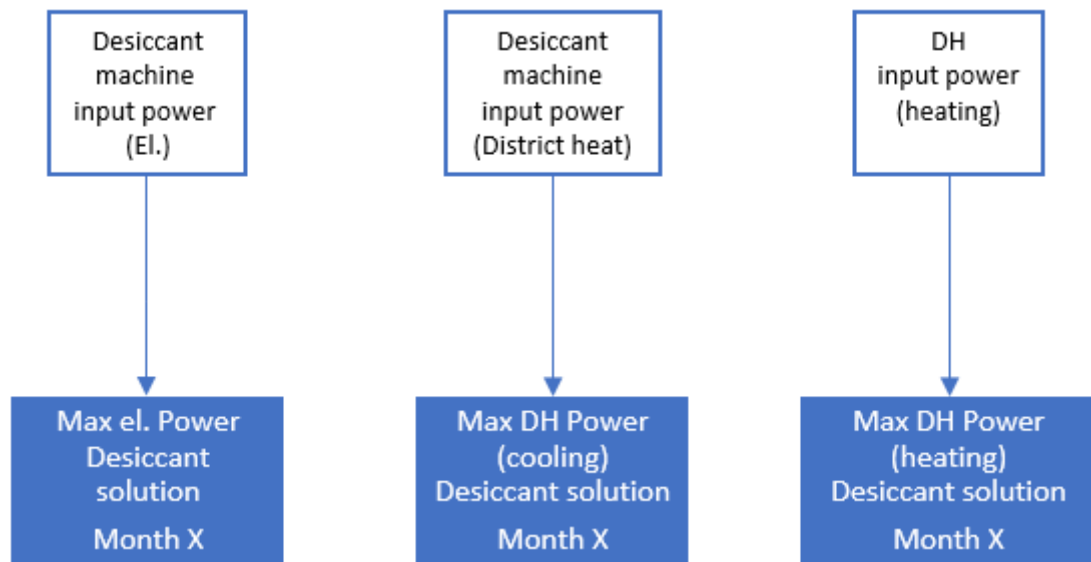 Desiccant
machine
input power
(El.)
Desiccant
machine
input power
(District heat)
DH
input power
(heating)
Max el. Power
Desiccant
solution
Month X
Max DH Power
(cooling)
Desiccant solution
Month X
Max DH Power
(heating)
Desiccant solution
Month X